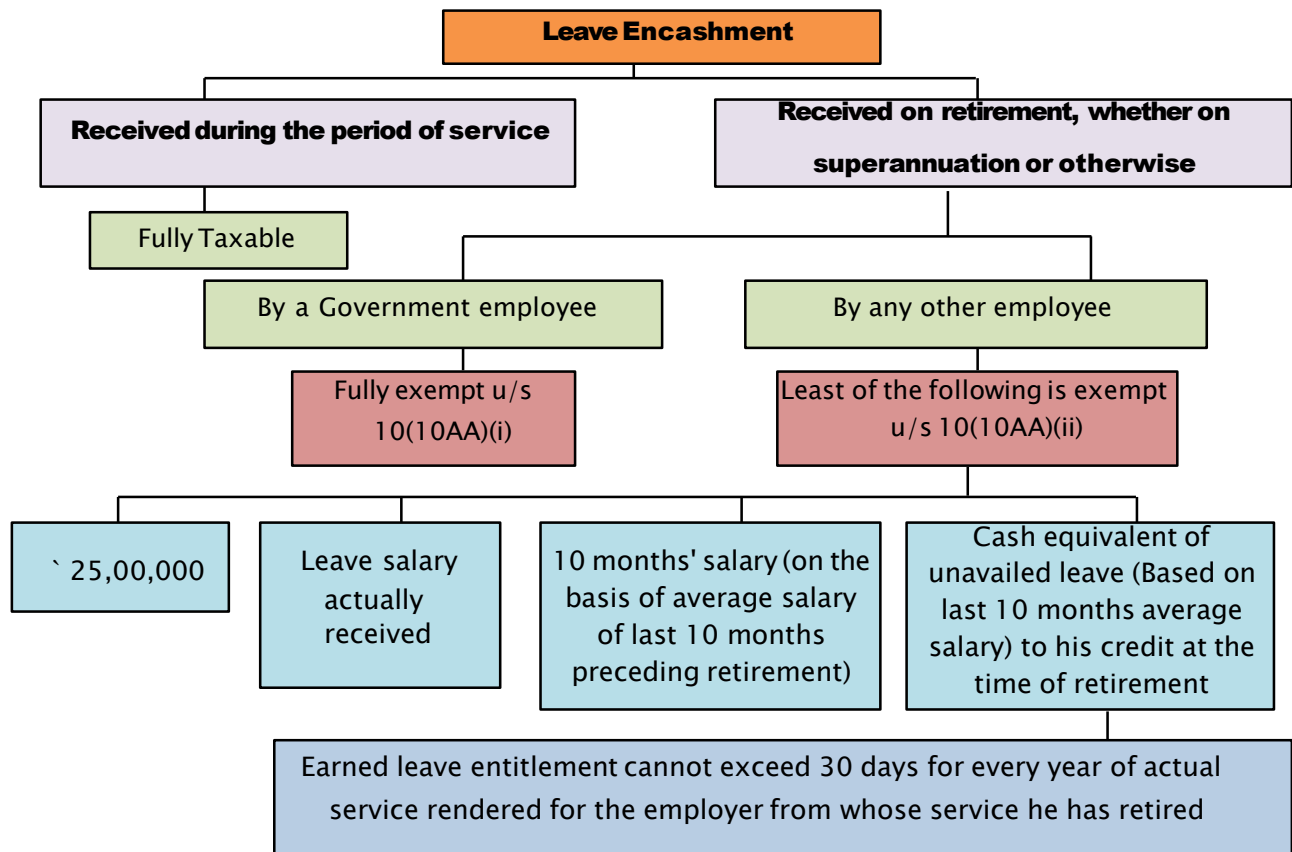 Leave Encashment
Received during the period of service
Received on retirement, whether on
superannuation or otherwise
Fully Taxable
By a Government employee
By any other employee
Fully exempt u/s
10(10AA)(i)
Least of the following is exempt
u/s 10(10AA)(ii)
` 25,00,000
Leave salary
actually
received
10 months' salary (on the
basis of average salary
of last 10 months
preceding retirement)
Cash equivalent of
unavailed leave (Based on
last 10 months average
salary) to his credit at the
time of retirement
Earned leave entitlement cannot exceed 30 days for every year of actual
service rendered for the employer from whose service he has retired